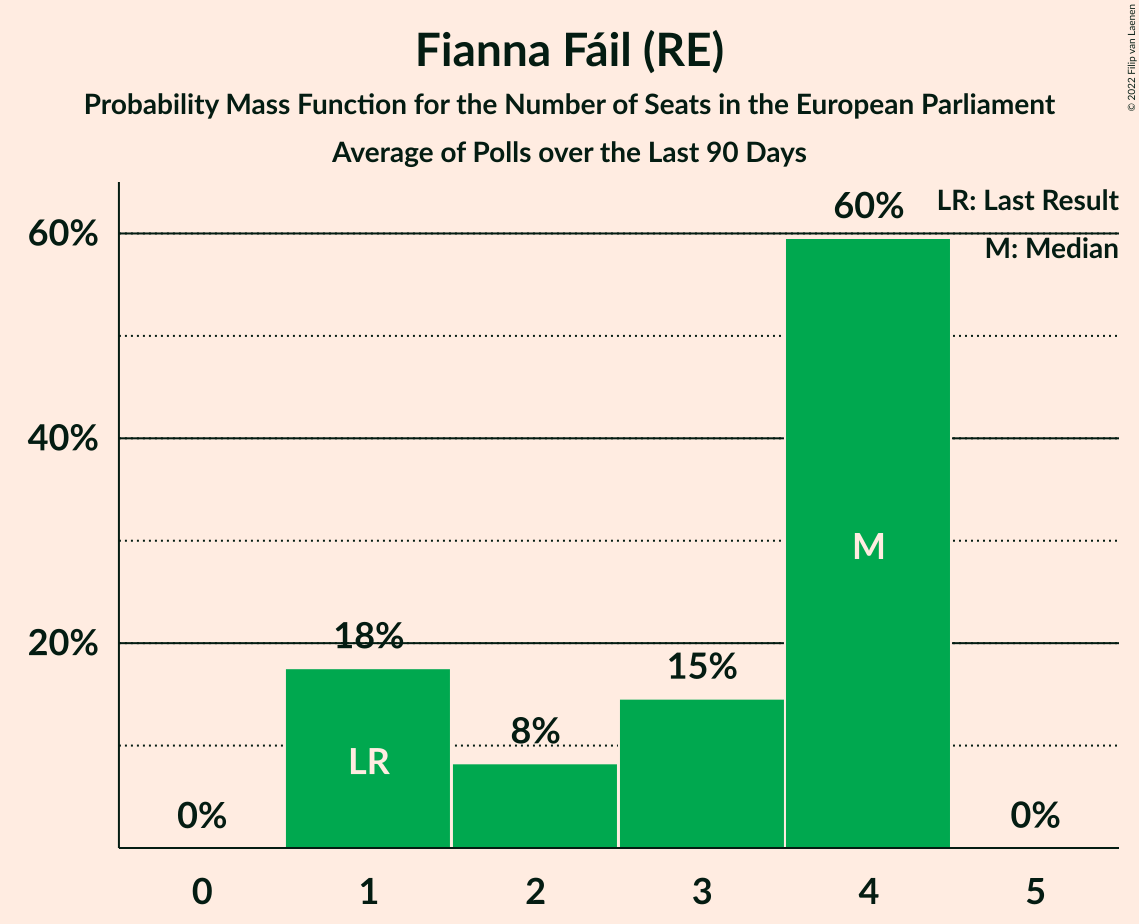 Fianna Fáil (RE)
Probability Mass Function for the Number of Seats in the European Parliament
Average of Polls over the Last 90 Days
© 2022 Filip van Laenen
LR: Last Result
M: Median
60%
40%
20%
0%
18%
8%
15%
60%
0%
LR
M
0 1 2 3 4 5